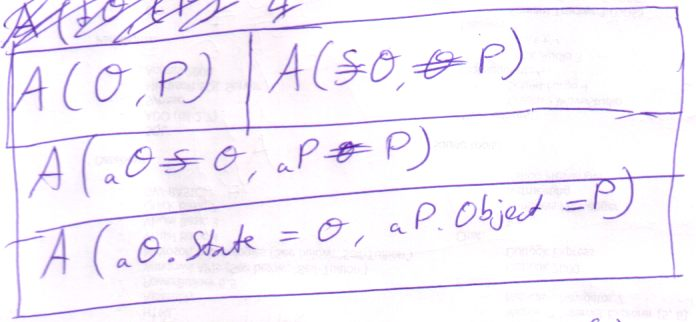 A(O,P) | A(O, P)
A(aO = O, aP P)
A(aO.State = O, aP.Object = P)